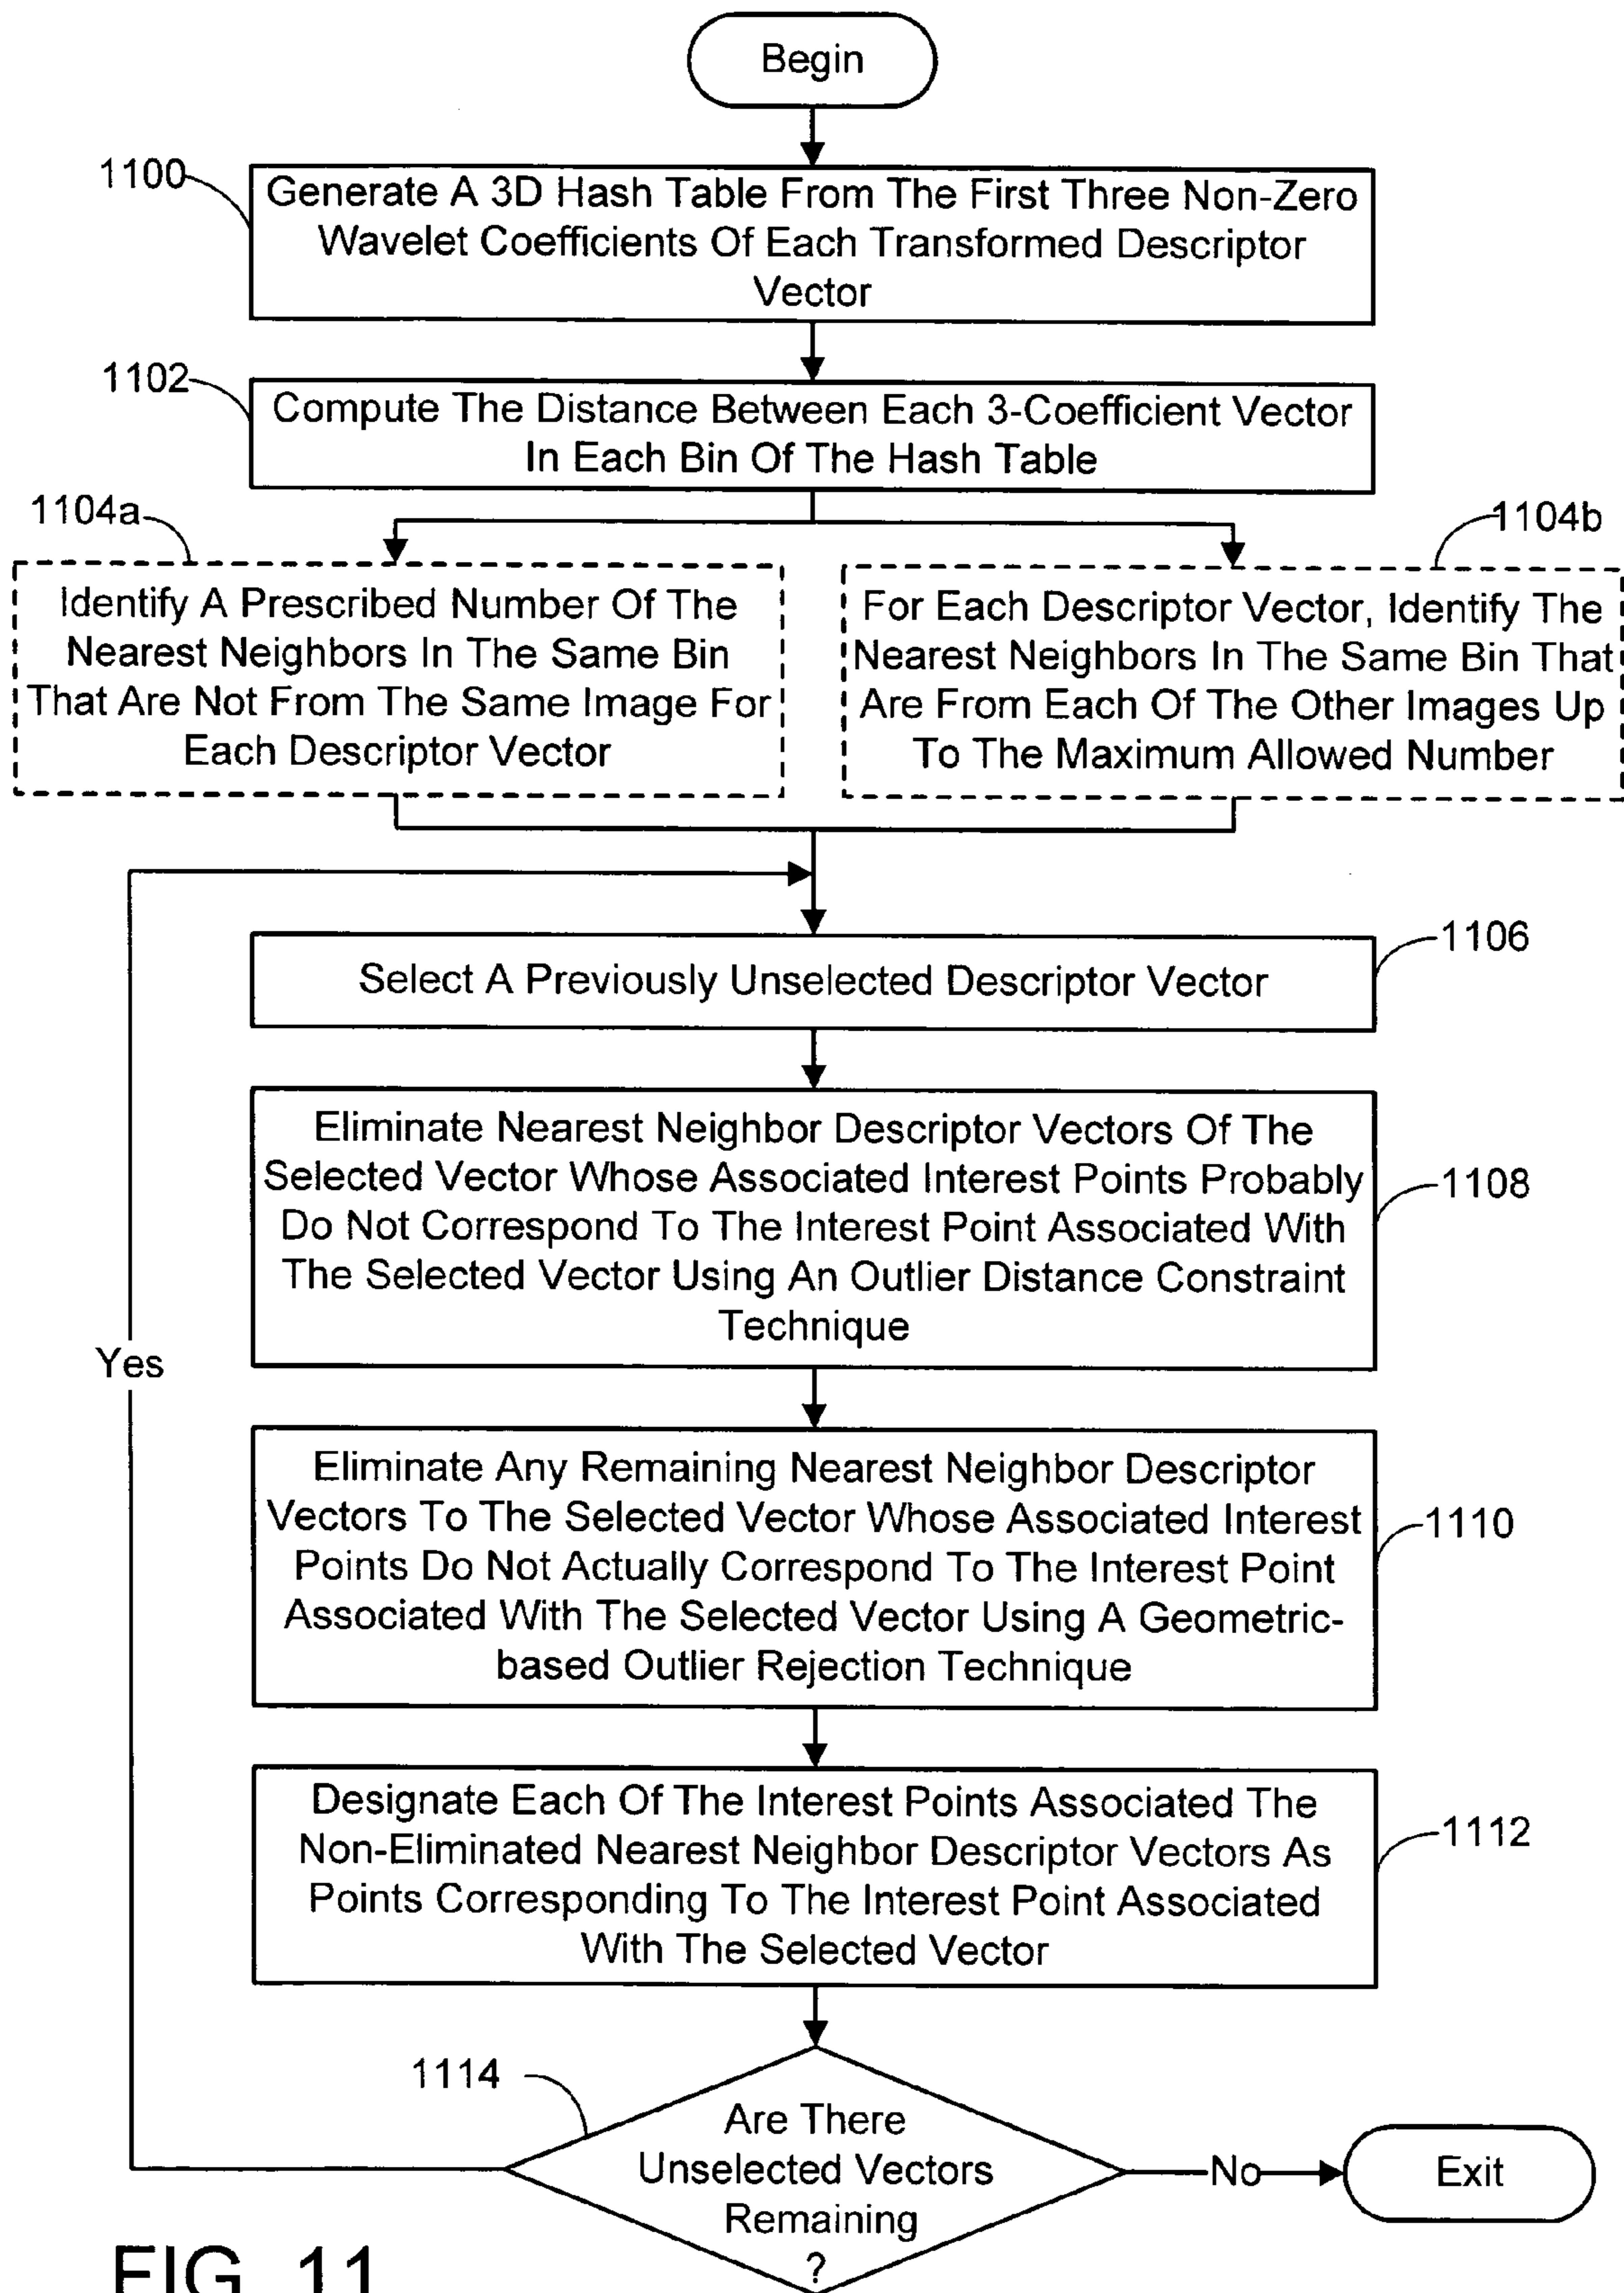 Begin
1100
Generate A 3D Hash Table From The First Three Non-Zero
Wavelet Coefficients Of Each Transformed Descriptor
Vector
1102
Compute The Distance Between Each 3-Coefficient Vector
In Each Bin Of The Hash Table
1104a
Identify A Prescribed Number Of The
Nearest Neighbors In The Same Bin
That Are Not From The Same Image For
Each Descriptor Vector
1104b
For Each Descriptor Vector, Identify The
Nearest Neighbors In The Same Bin That
Are From Each Of The Other Images Up
To The Maximum Allowed Number
1106
Select A Previously Unselected Descriptor Vector
Eliminate Nearest Neighbor Descriptor Vectors Of The
Selected Vector Whose Associated Interest Points Probably
Do Not Correspond To The Interest Point Associated With
The Selected Vector Using An Outlier Distance Constraint
Technique
1108
Yes
Eliminate Any Remaining Nearest Neighbor Descriptor
Vectors To The Selected Vector Whose Associated Interest
Points Do Not Actually Correspond To The Interest Point
Associated With The Selected Vector Using A Geometric-
based Outlier Rejection Technique
1110
Designate Each Of The Interest Points Associated The
Non-Eliminated Nearest Neighbor Descriptor Vectors As
Points Corresponding To The Interest Point Associated
With The Selected Vector
1112
1114
Are There
Unselected Vectors
Remaining
?
No
Exit
FIG. 11